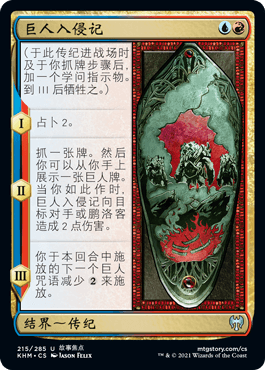 巨人入侵记
（于此传纪进战场时
及于你抓牌步骤后，
加一个学问指示物。
到 III 后牺牲之。）
I
占卜 2。
II
抓一张牌。然后
你可以从你手上
展示一张巨人牌。
当你如此作时，
巨人入侵记向目
标对手或鹏洛客
造成 2 点伤害。
III
你于本回合中施
放的下一个巨人
咒语减少 2 来施
放。
结界～传纪
215/285 U 故事焦点
KHM • CS JASON FELIX
mtgstory.com/cs
™ & © 2021 Wizards of the Coast